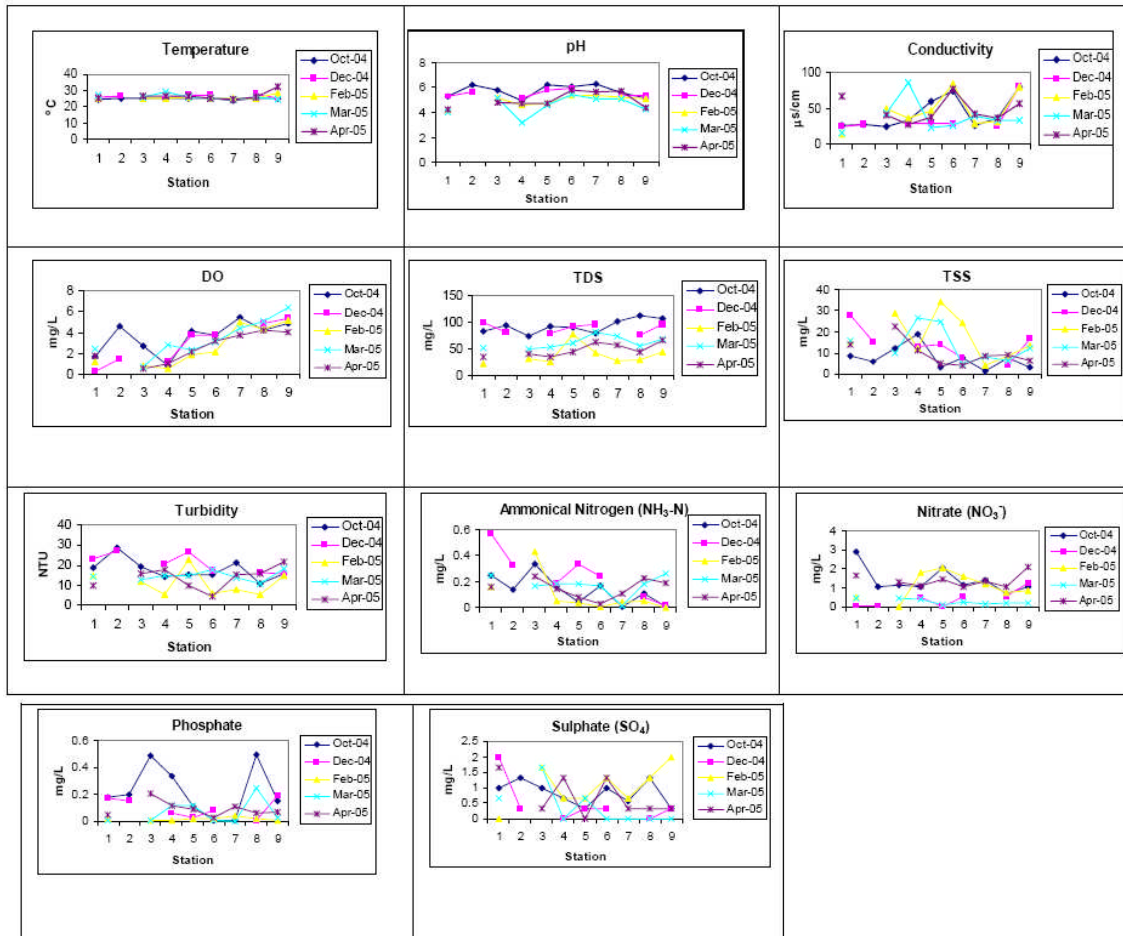 Temperature
40
30
20
10
0
°C
1 2 3 4 5 6 7 8 9
Station
Oct-04
Dec-04
Feb-05
Mar-05
Apr-05
pH
8
6
4
2
0
1 2 3 4 5 6 7 8 9
Station
Oct-04
Dec-04
Feb-05
Mar-05
Apr-05
Conductivity
100
50
0
µs/cm
1 2 3 4 5 6 7 8 9
Station
Oct-04
Dec-04
Feb-05
Mar-05
Apr-05
DO
8
6
4
2
0
mg/L
1 2 3 4 5 6 7 8 9
Station
Oct-04
Dec-04
Feb-05
Mar-05
Apr-05
TDS
150
100
50
0
mg/L
1 2 3 4 5 6 7 8 9
Station
Oct-04
Dec-04
Feb-05
Mar-05
Apr-05
TSS
40
30
20
10
0
mg/L
1 2 3 4 5 6 7 8 9
Station
Oct-04
Dec-04
Feb-05
Mar-05
Apr-05
Turbidity
40
30
20
10
0
NTU
1 2 3 4 5 6 7 8 9
Station
Oct-04
Dec-04
Feb-05
Mar-05
Apr-05
Ammonical Nitrogen (NH₃-N)
0.6
0.4
0.2
0
mg/L
1 2 3 4 5 6 7 8 9
Station
Oct-04
Dec-04
Feb-05
Mar-05
Apr-05
Nitrate (NO₃⁻)
4
3
2
1
0
mg/L
1 2 3 4 5 6 7 8 9
Station
Oct-04
Dec-04
Feb-05
Mar-05
Apr-05
Phosphate
0.6
0.4
0.2
0
mg/L
1 2 3 4 5 6 7 8 9
Station
Oct-04
Dec-04
Feb-05
Mar-05
Apr-05
Sulphate (SO₄)
2.5
2
1.5
1
0.5
0
mg/L
1 2 3 4 5 6 7 8 9
Station
Oct-04
Dec-04
Feb-05
Mar-05
Apr-05